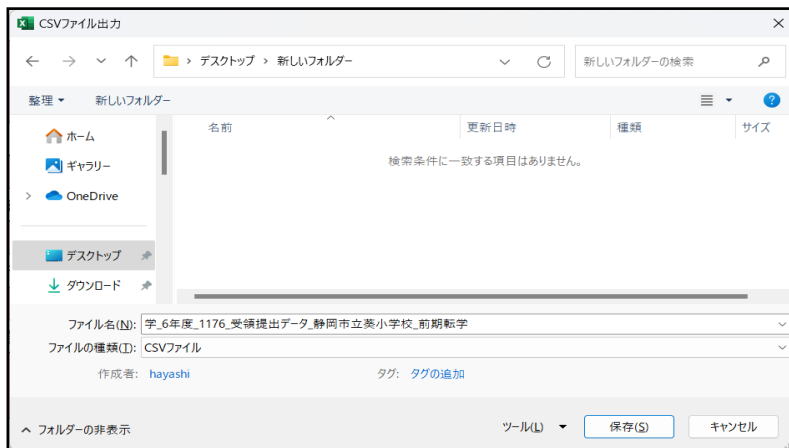 CSVファイル出力
デスクトップ > 新しいフォルダー
新しいフォルダーの検索
整理 新しいフォルダー
名前 更新日時 種類 サイズ
ホーム
検索条件に一致する項目はありません。
ギャラリー
OneDrive
デスクトップ
ダウンロード
ファイル名(N): 学_6年度_1176_受領提出データ_静岡市立葵小学校_前期転学
ファイルの種類(T): CSVファイル
作成者: hayashi タグ: タグの追加
フォルダーの非表示 ツール(L) 保存(S) キャンセル